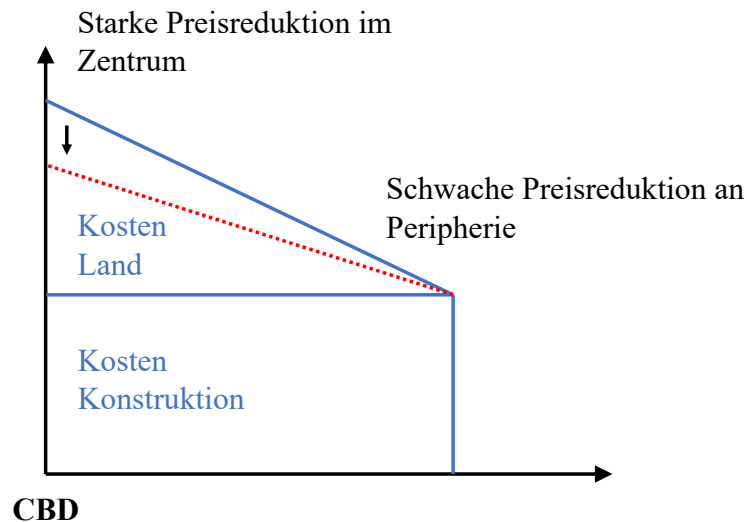 Starke Preisreduktion im
Zentrum
Schwache Preisreduktion an
Peripherie
Kosten
Land
Kosten
Konstruktion
CBD